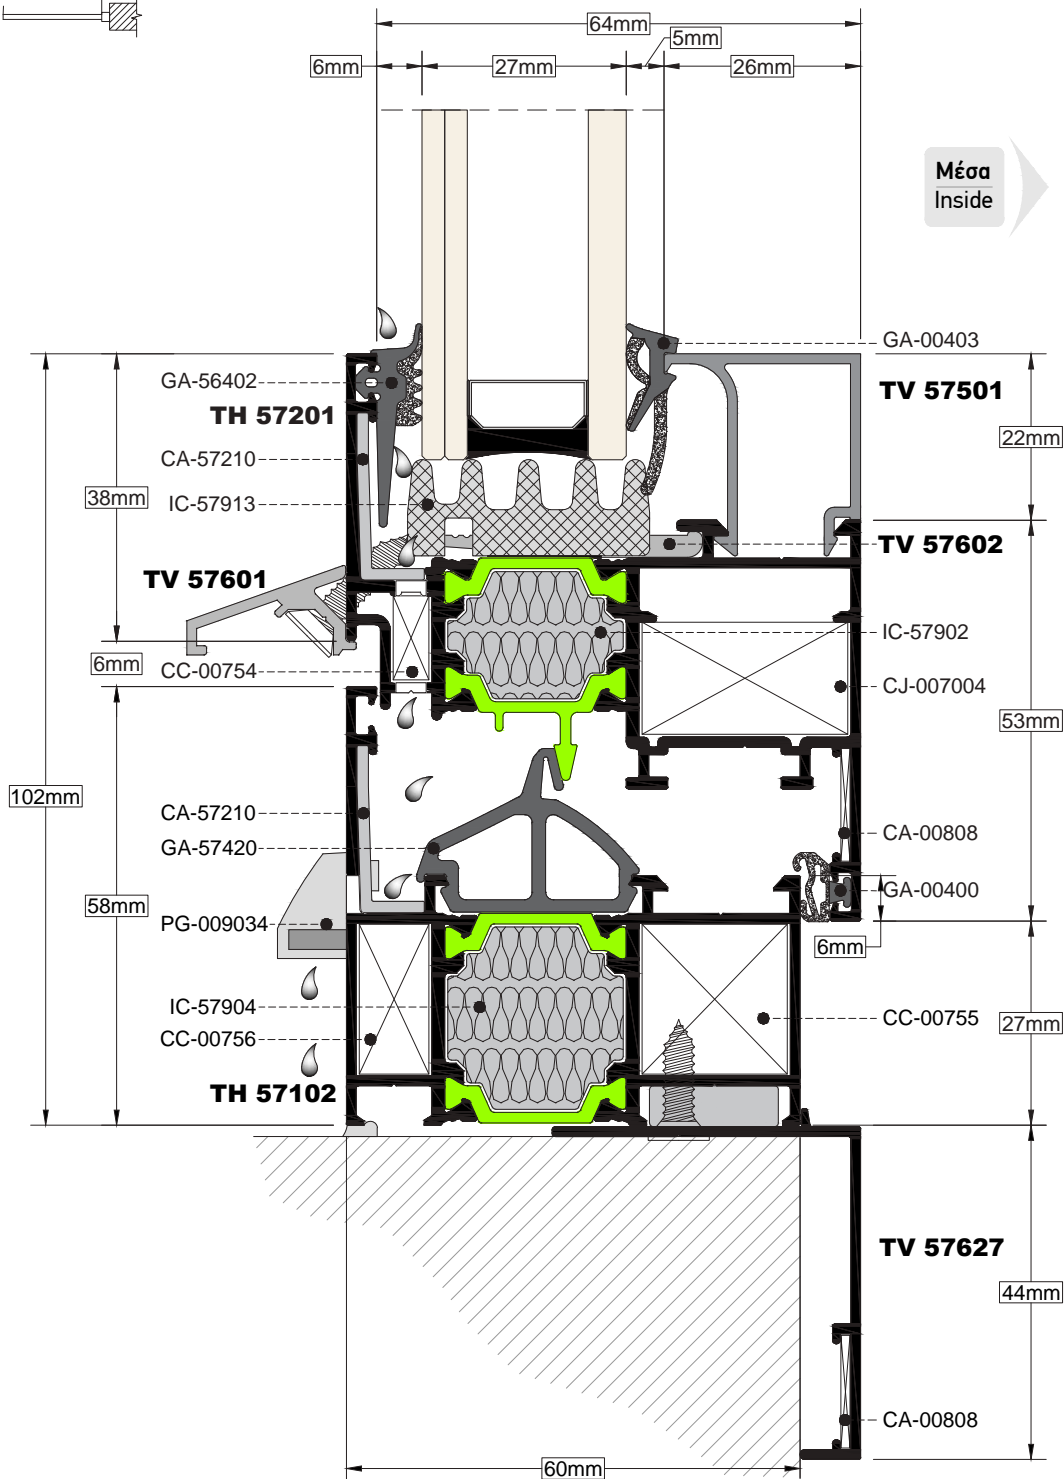 64mm
5mm
6mm
27mm
26mm
Μέσα
Inside
GA-00403
GA-56402
TV 57501
TH 57201
22mm
CA-57210
38mm
IC-57913
TV 57602
TV 57601
IC-57902
6mm
CC-00754
CJ-007004
53mm
102mm
CA-57210
CA-00808
GA-57420
GA-00400
58mm
PG-009034
6mm
IC-57904
CC-00755
27mm
CC-00756
TH 57102
TV 57627
44mm
CA-00808
60mm